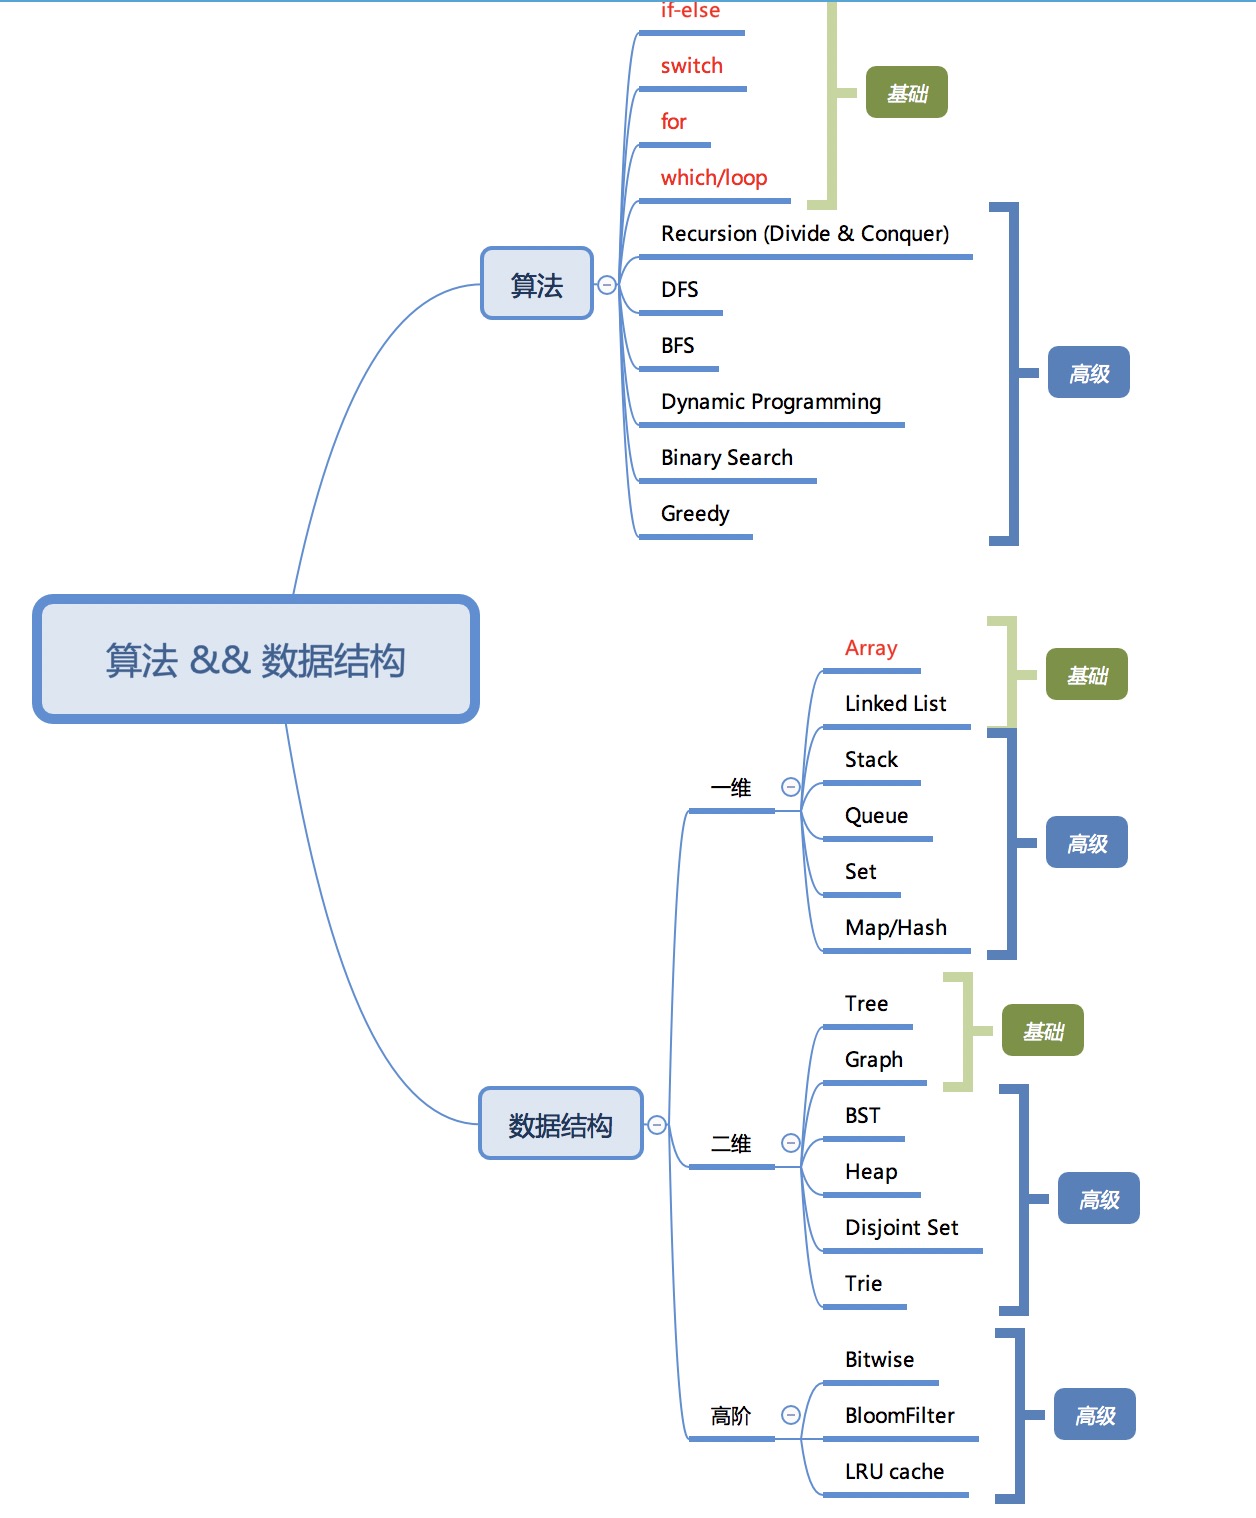 if-else
switch
基础
for
which/loop
Recursion (Divide & Conquer)
算法
DFS
BFS
高级
Dynamic Programming
Binary Search
Greedy
算法 && 数据结构
Array
基础
Linked List
Stack
一维
Queue
高级
Set
Map/Hash
Tree
基础
Graph
BST
数据结构
二维
Heap
高级
Disjoint Set
Trie
Bitwise
高阶
BloomFilter
高级
LRU cache